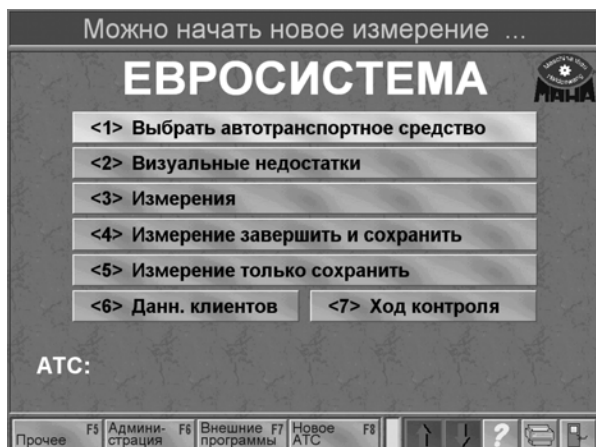 Можно начать новое измерение ...
ЕВРОСИСТЕМА
МАНА
<1> Выбрать автотранспортное средство
<2> Визуальные недостатки
<3> Измерения
<4> Измерение завершить и сохранить
<5> Измерение только сохранить
<6> Данн. клиентов <7> Ход контроля
АТС:
Прочее F5 Админи-страция F6 Внешние программы F7 Новое АТС F8 ?